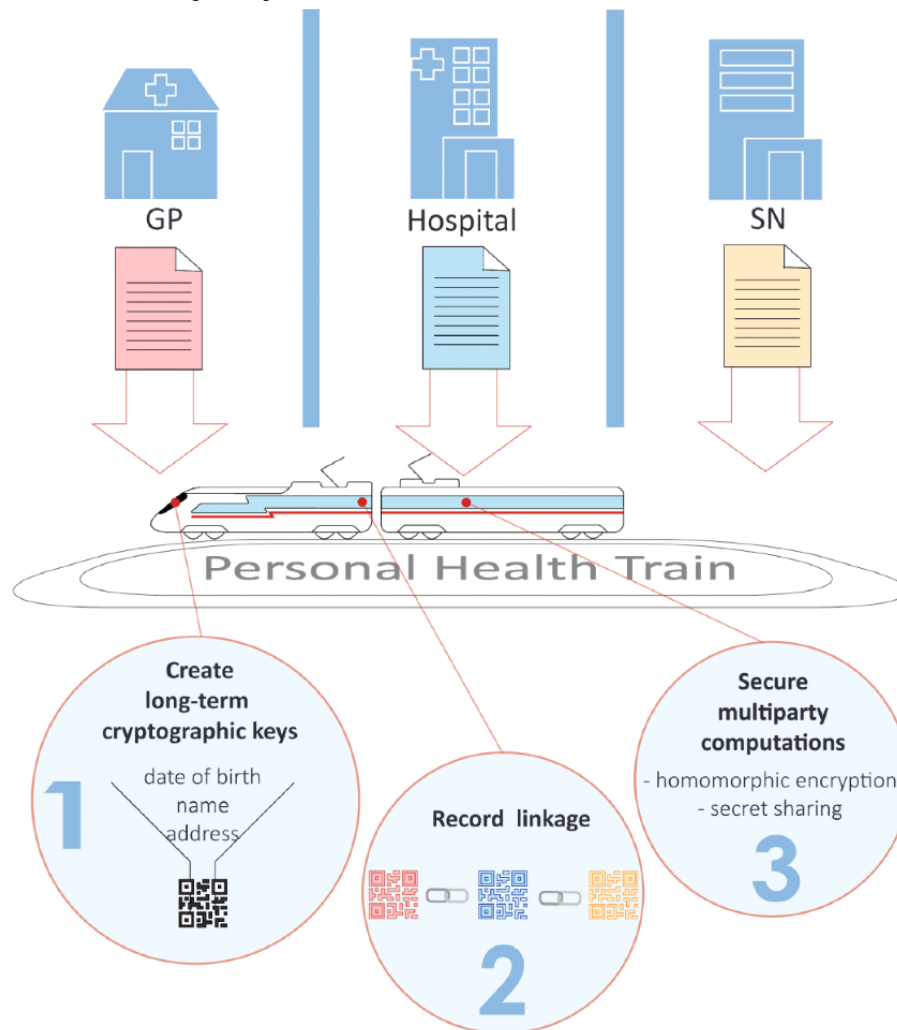 GP
Hospital
SN
Personal Health Train
Create
long-term
cryptographic keys
date of birth
name
address
1
Record linkage
2
Secure
multiparty
computations
- homomorphic encryption
- secret sharing
3